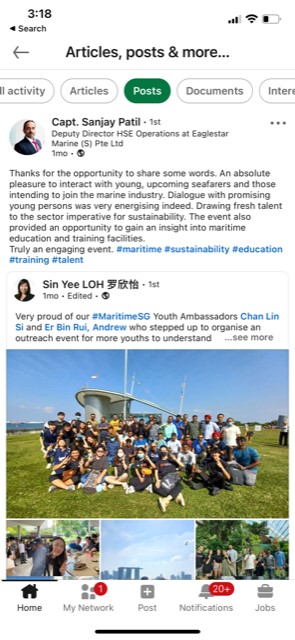 3:18
◄ Search
Articles, posts & more...
ll activity
Articles
Posts
Documents
Intere
Capt. Sanjay Patil • 1st
Deputy Director HSE Operations at Eaglestar
Marine (S) Pte Ltd
1mo •
Thanks for the opportunity to share some words. An absolute
pleasure to interact with young, upcoming seafarers and those
intending to join the marine industry. Dialogue with promising
young persons was very energising indeed. Drawing fresh talent
to the sector imperative for sustainability. The event also
provided an opportunity to gain an insight into maritime
education and training facilities.
Truly an engaging event. #maritime #sustainability #education
#training #talent
Sin Yee LOH 罗欣怡 • 1st
1mo • Edited •
Very proud of our #MaritimeSG Youth Ambassadors Chan Lin
Si and Er Bin Rui, Andrew who stepped up to organise an
outreach event for more youths to understand ...see more
1
20+
Home
My Network
Post
Notifications
Jobs